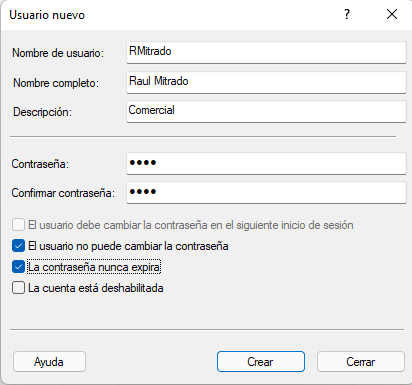 Usuario nuevo ? ×
Nombre de usuario: RMitrado
Nombre completo: Raul Mitrado
Descripción: Comercial
Contraseña: ●●●●
Confirmar contraseña: ●●●●
El usuario debe cambiar la contraseña en el siguiente inicio de sesión
El usuario no puede cambiar la contraseña
La contraseña nunca expira
La cuenta está deshabilitada
Ayuda Crear Cerrar